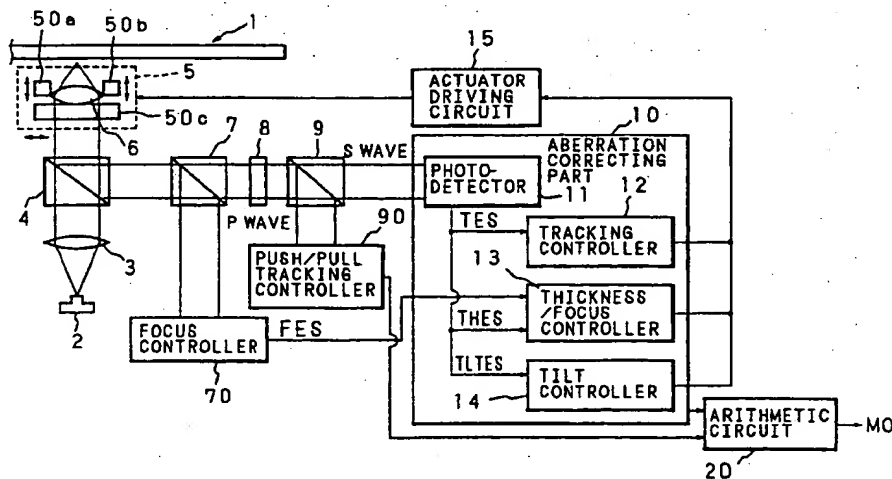 50a
50b
1
5
15
ACTUATOR
DRIVING
CIRCUIT
50c
6
7
8
9
10
S WAVE
ABERRATION
CORRECTING
PART
PHOTO-
DETECTOR
11
12
4
P WAVE
90
TES
TRACKING
CONTROLLER
3
PUSH/PULL
TRACKING
CONTROLLER
13
THICKNESS
/FOCUS
CONTROLLER
2
FOCUS
CONTROLLER
FES
THES
70
TLTES
TILT
CONTROLLER
14
ARITHMETIC
CIRCUIT
MO
20